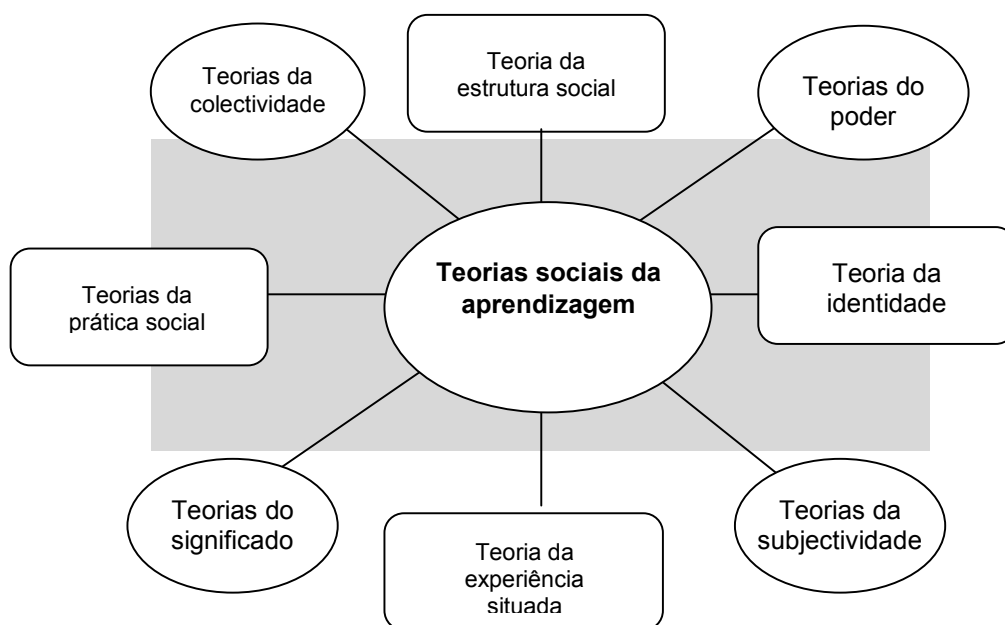 Teorias da
colectividade
Teoria da
estrutura social
Teorias do
poder
Teorias da
prática social
Teorias sociais da
aprendizagem
Teoria da
identidade
Teorias do
significado
Teoria da
experiência
situada
Teorias da
subjectividade